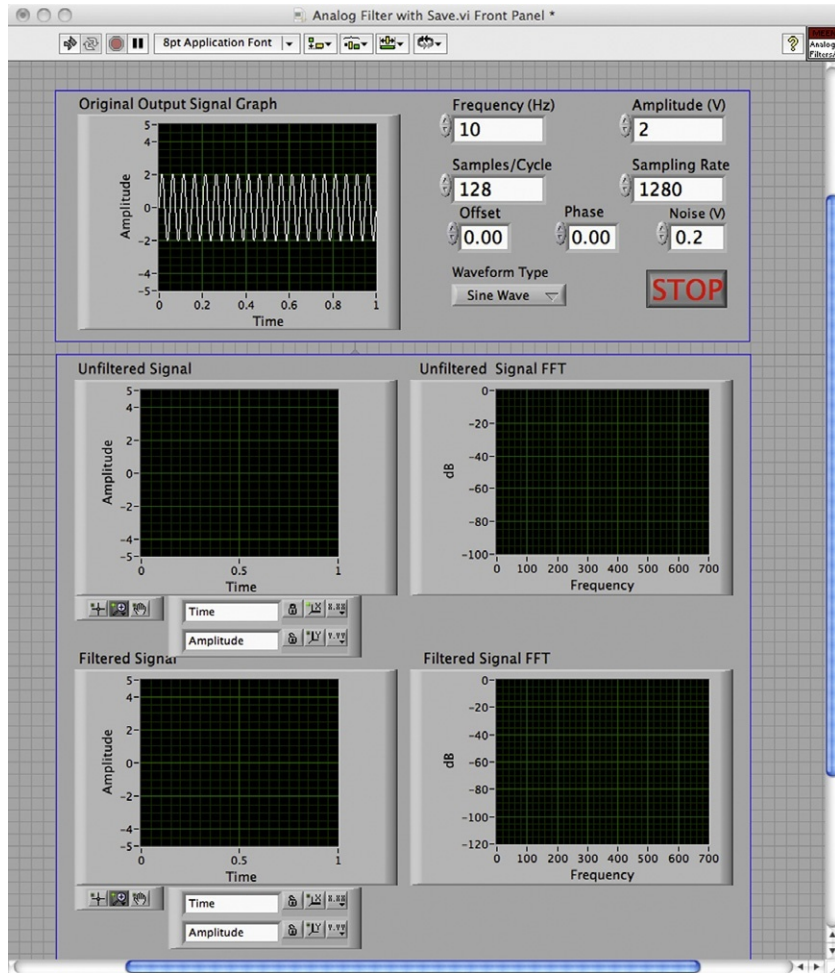 Analog Filter with Save.vi Front Panel *
8pt Application Font
?
Analog
Filters/
Original Output Signal Graph
Amplitude
5
4
2
0
-2
-4
-5
0 0.2 0.4 0.6 0.8 1
Time
Frequency (Hz) Amplitude (V)
10 2
Samples/Cycle Sampling Rate
128 1280
Offset Phase Noise (V)
0.00 0.00 0.2
Waveform Type
Sine Wave
STOP
Unfiltered Signal
Amplitude
5
4
2
0
-2
-4
-5
0 0.5 1
Time
Time
Amplitude
Unfiltered Signal FFT
dB
0
-20
-40
-60
-80
-100
0 100 200 300 400 500 600 700
Frequency
Filtered Signal
Amplitude
5
4
2
0
-2
-4
-5
0 0.5 1
Time
Time
Amplitude
Filtered Signal FFT
dB
0
-20
-40
-60
-80
-100
-120
0 100 200 300 400 500 600 700
Frequency